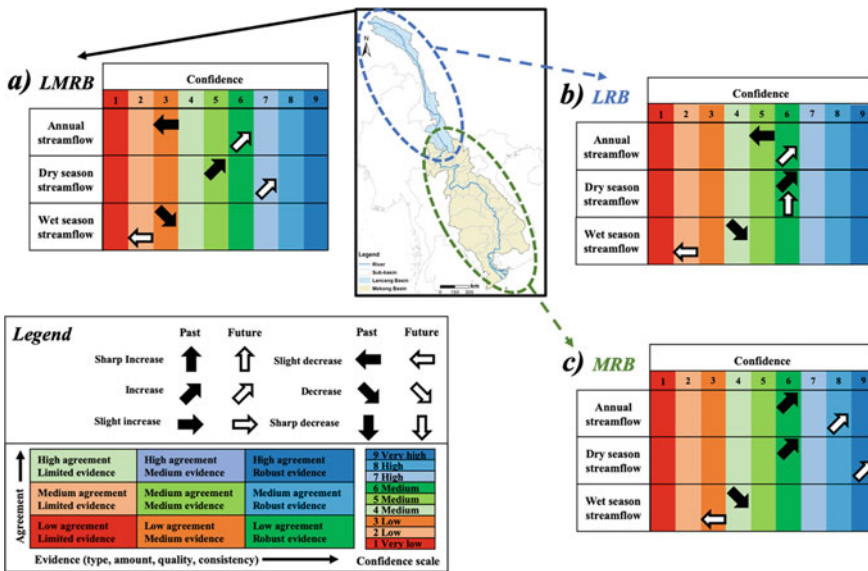 a) LMRB
Confidence
1 2 3 4 5 6 7 8 9
Annual
streamflow
Dry season
streamflow
Wet season
streamflow
N
Legend
River
Sub-basin
Lancang Basin
Mekong Basin
km
b) LRB
Confidence
1 2 3 4 5 6 7 8 9
Annual
streamflow
Dry season
streamflow
Wet season
streamflow
Legend
Past Future Past Future
Sharp Increase Slight decrease
Increase Decrease
Slight increase Sharp decrease
Agreement
High agreement High agreement High agreement
Limited evidence Medium evidence Robust evidence
Medium agreement Medium agreement Medium agreement
Limited evidence Medium evidence Robust evidence
Low agreement Low agreement Low agreement
Limited evidence Medium evidence Robust evidence
Evidence (type, amount, quality, consistency)
9 Very high
8 High
7 High
6 Medium
5 Medium
4 Medium
3 Low
2 Low
1 Very low
Confidence scale
c) MRB
Confidence
1 2 3 4 5 6 7 8 9
Annual
streamflow
Dry season
streamflow
Wet season
streamflow